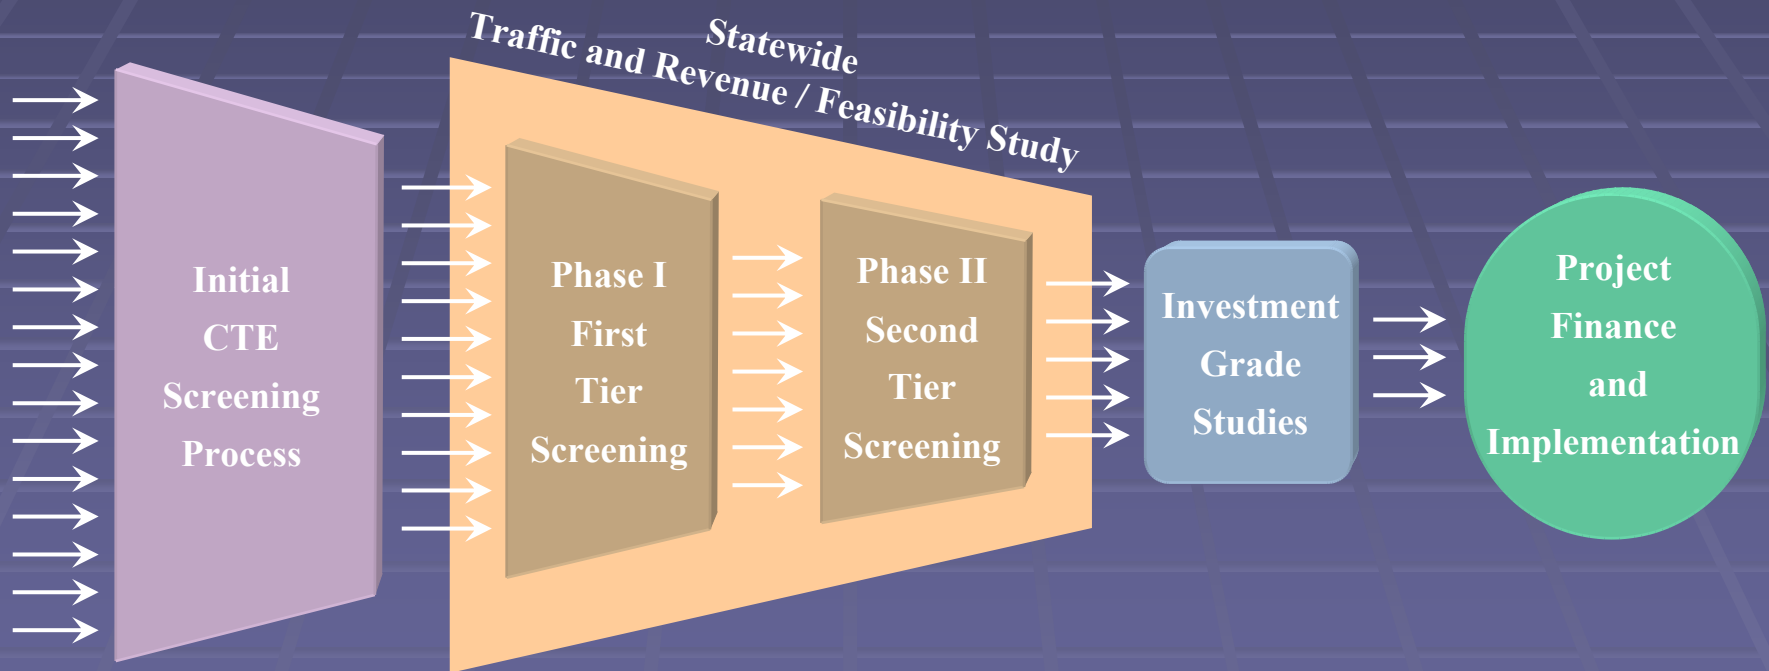 Statewide
Traffic and Revenue / Feasibility Study
Initial
CTE
Screening
Process
Phase I
First
Tier
Screening
Phase II
Second
Tier
Screening
Investment
Grade
Studies
Project
Finance
and
Implementation